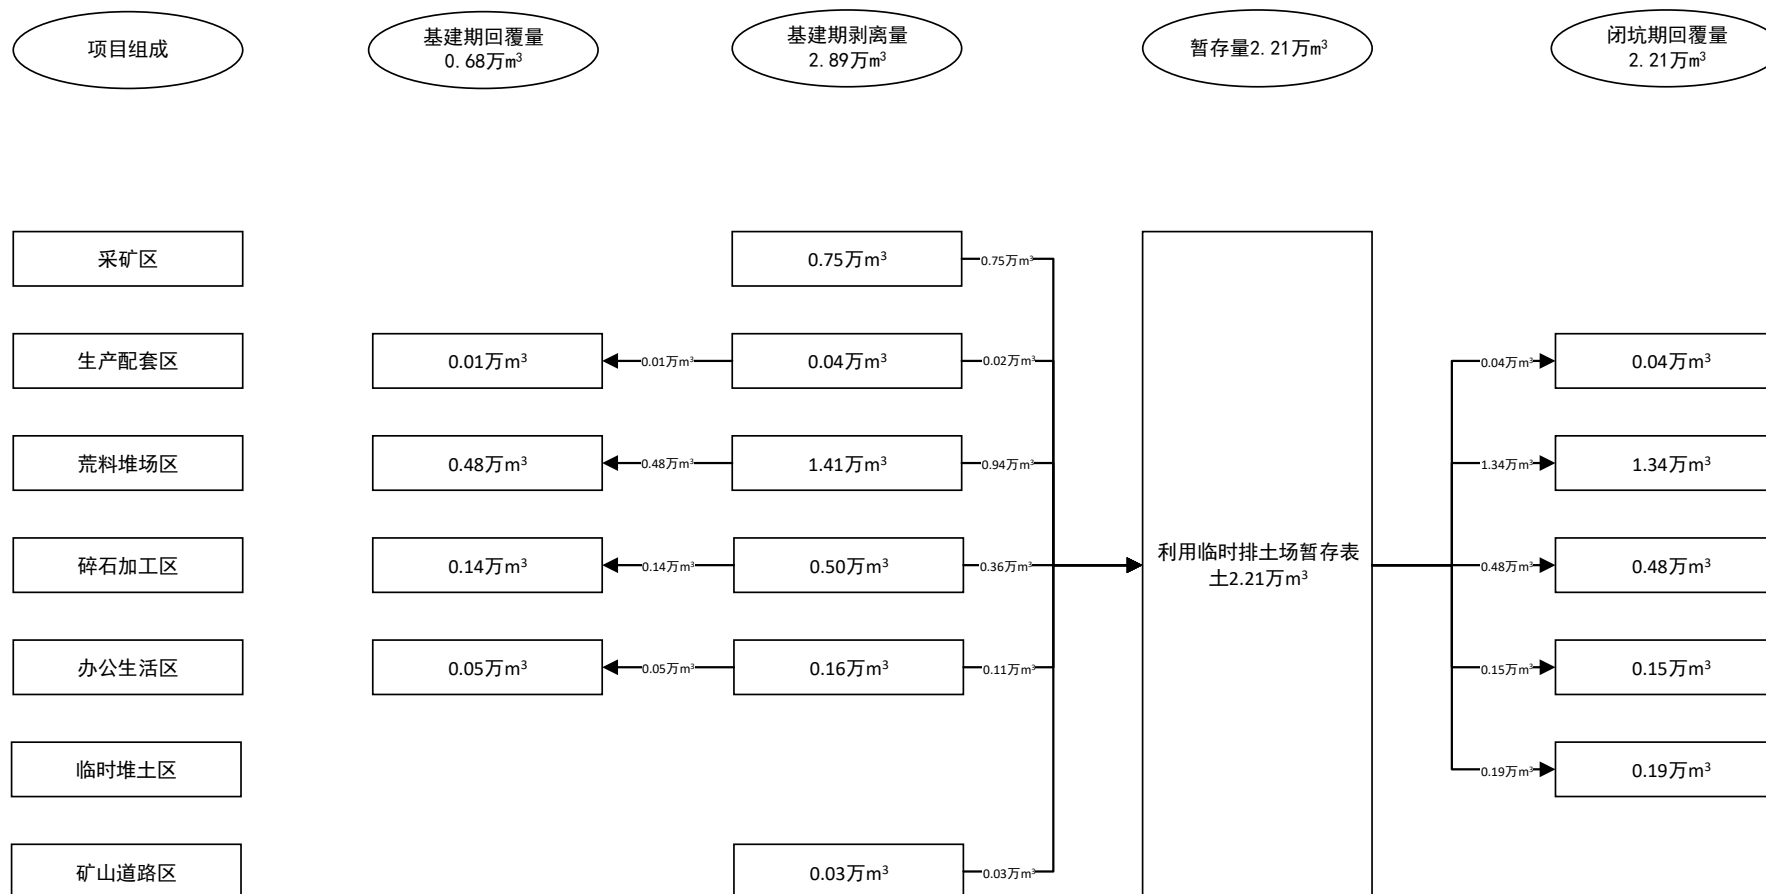 项目组成
基建期回覆量
0.68万m³
基建期剥离量
2.89万m³
暂存量2.21万m³
闭坑期回覆量
2.21万m³
采矿区
0.75万m³
0.75万m³
生产配套区
0.01万m³
0.01万m³
0.04万m³
0.02万m³
0.04万m³
0.04万m³
荒料堆场区
0.48万m³
0.48万m³
1.41万m³
0.94万m³
1.34万m³
1.34万m³
碎石加工区
0.14万m³
0.14万m³
0.50万m³
0.36万m³
利用临时排土场暂存表
土2.21万m³
0.48万m³
0.48万m³
办公生活区
0.05万m³
0.05万m³
0.16万m³
0.11万m³
0.15万m³
0.15万m³
临时堆土区
0.19万m³
0.19万m³
矿山道路区
0.03万m³
0.03万m³